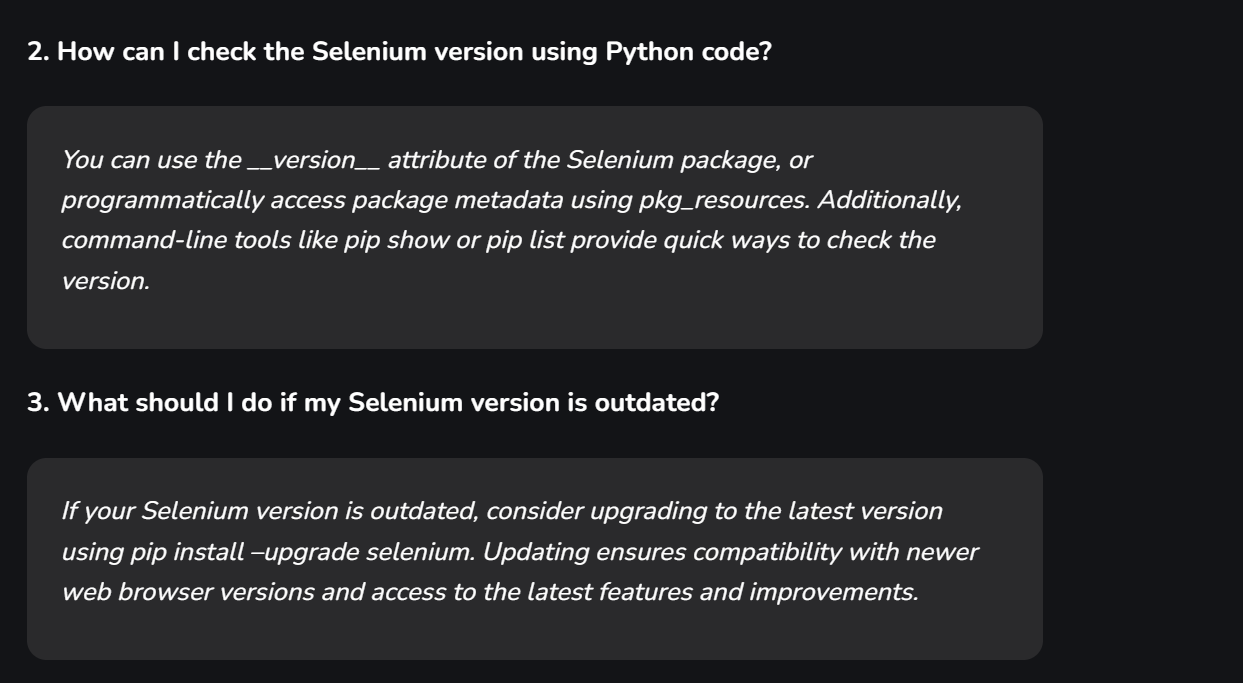 2. How can I check the Selenium version using Python code?
You can use the __version__ attribute of the Selenium package, or
programmatically access package metadata using pkg_resources. Additionally,
command-line tools like pip show or pip list provide quick ways to check the
version.
3. What should I do if my Selenium version is outdated?
If your Selenium version is outdated, consider upgrading to the latest version
using pip install –upgrade selenium. Updating ensures compatibility with newer
web browser versions and access to the latest features and improvements.